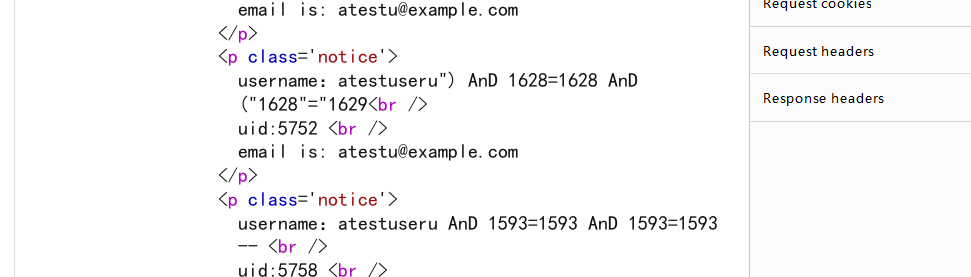 email is: atestu@example.com
</p>
<p class='notice'>
username：atestuseru") AnD 1628=1628 AnD
("1628"="1629<br />
uid:5752 <br />
email is: atestu@example.com
</p>
<p class='notice'>
username：atestuseru AnD 1593=1593 AnD 1593=1593
-- <br />
uid:5758 <br />
Request cookies
Request headers
Response headers